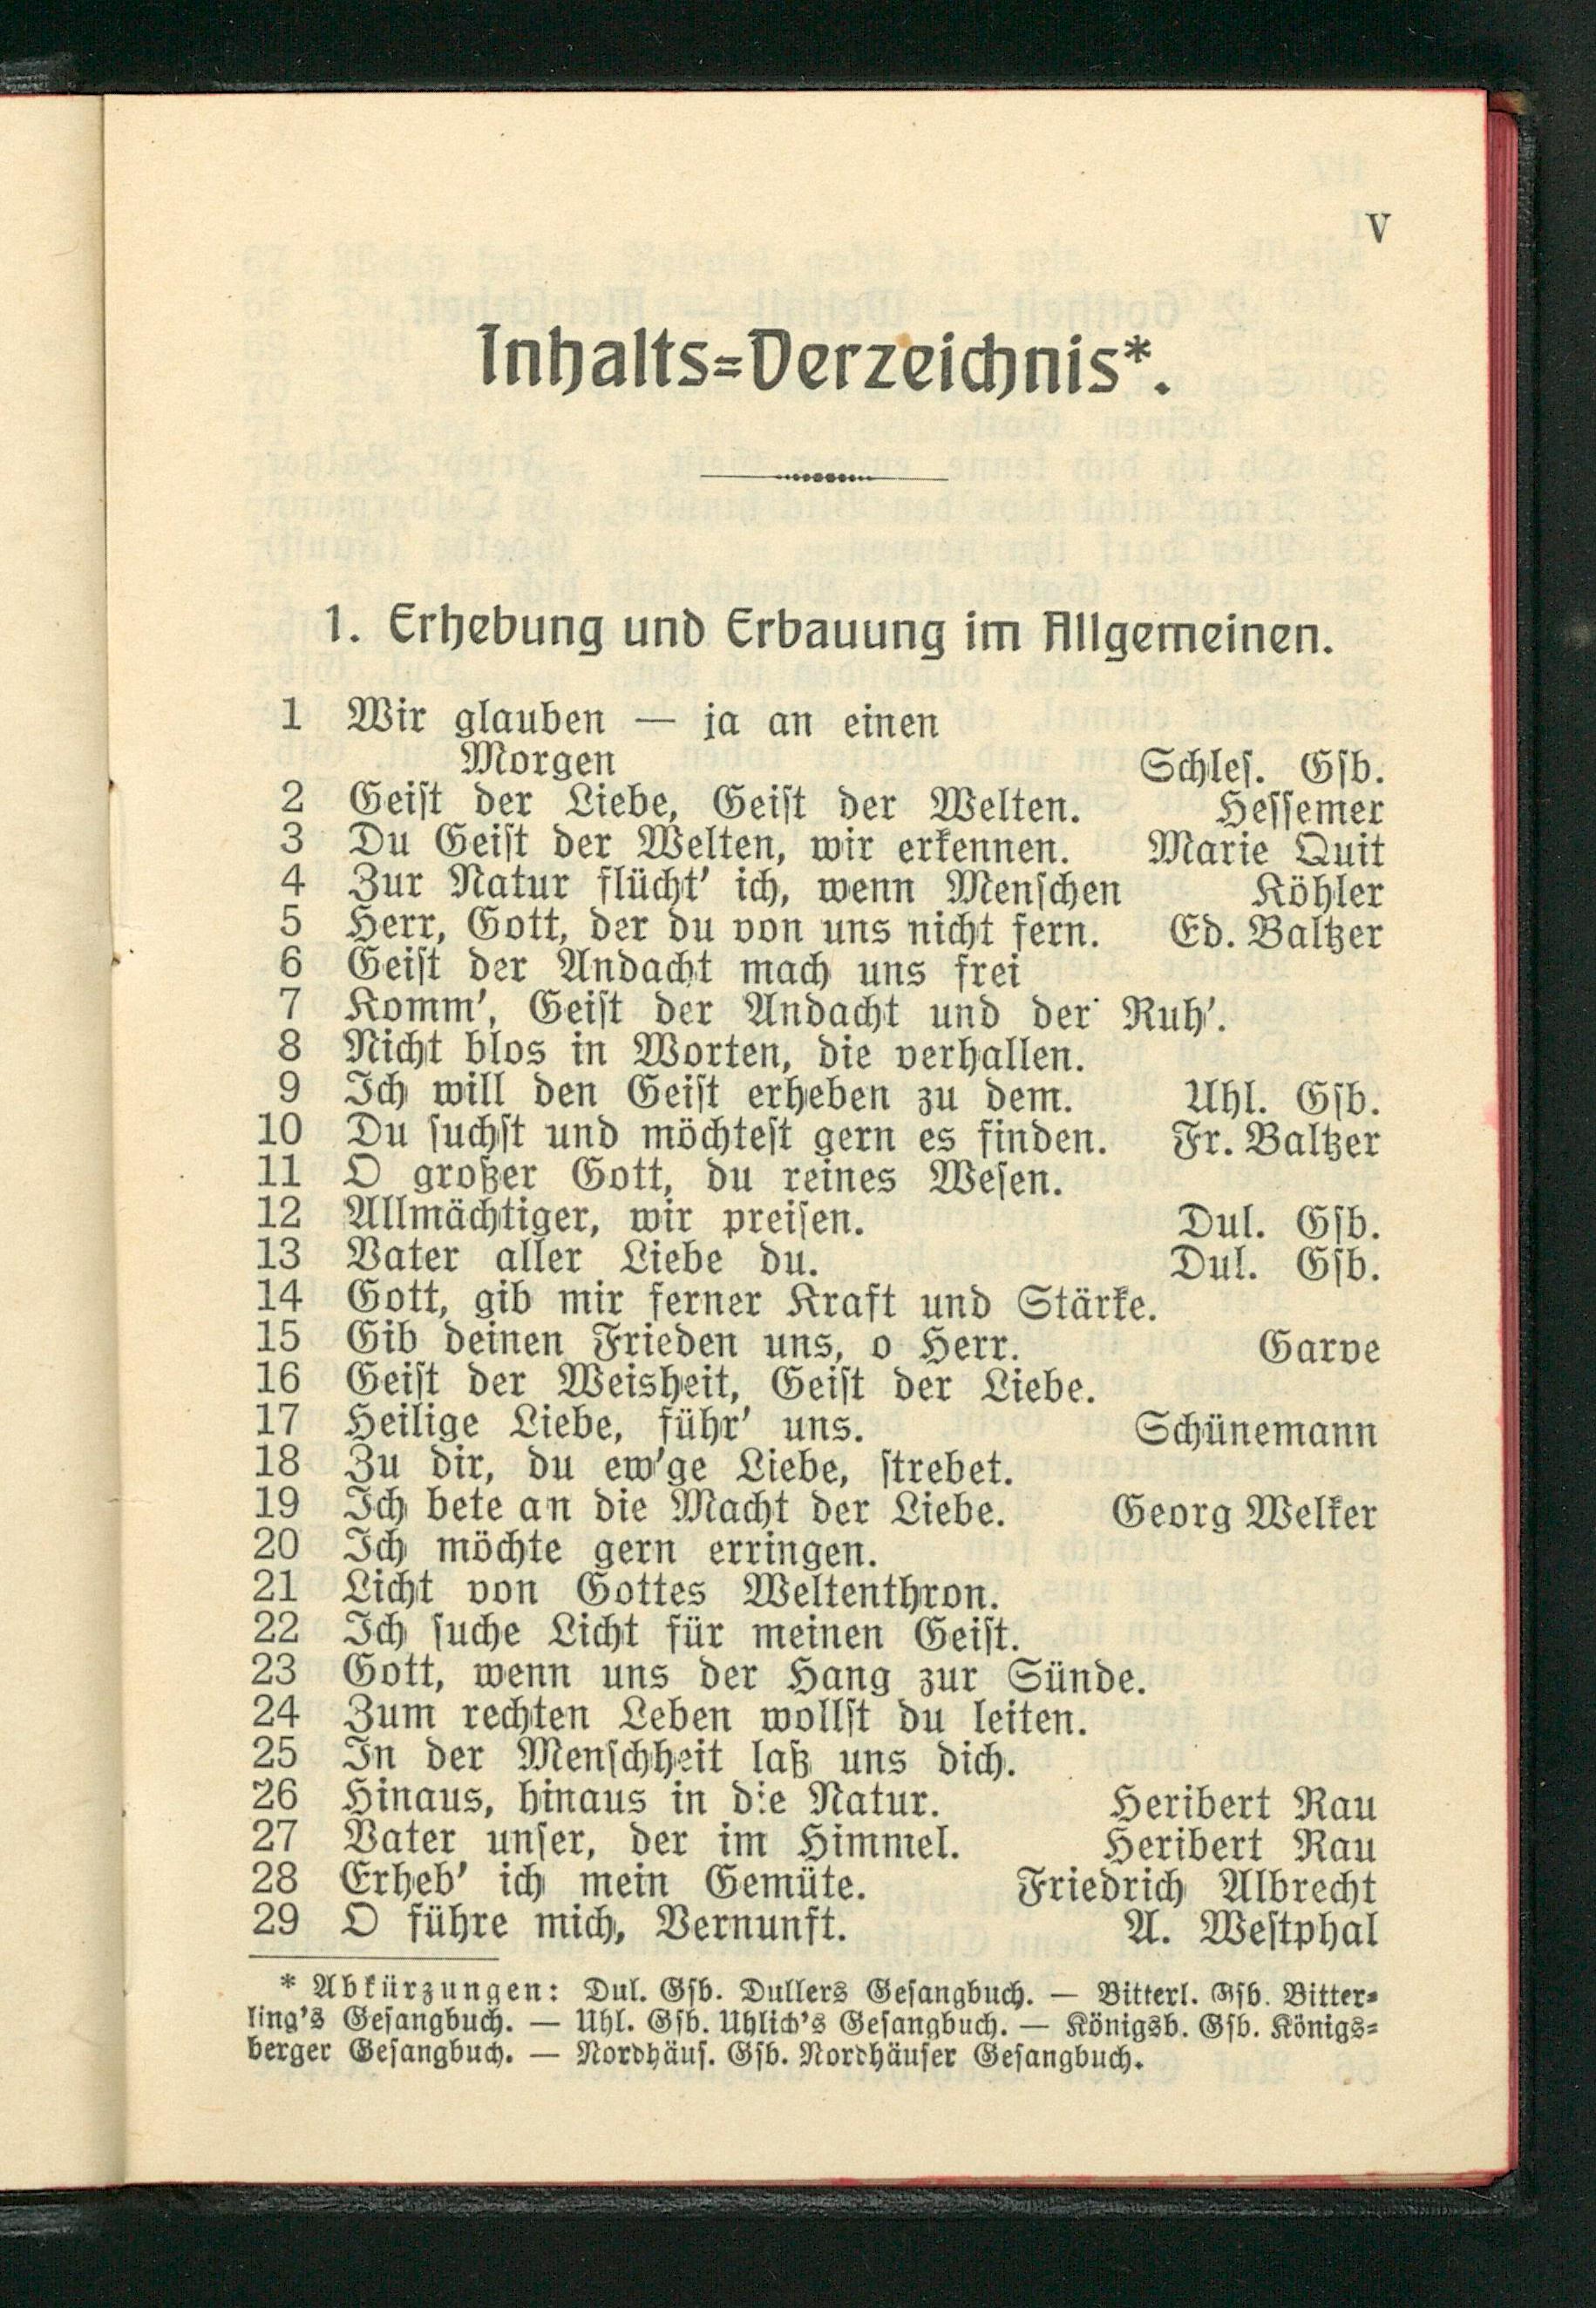 V
Inhalts=Verzeichnis*.
1. Erhebung und Erbauung im Allgemeinen.
1 Wir glauben — ja an einen
Morgen Schles. Gsb.
2 Geist der Liebe, Geist der Welten. Hessemer
3 Du Geist der Welten, wir erkennen. Marie Quit
4 Zur Natur flücht' ich, wenn Menschen Köhler
5 Herr, Gott, der du von uns nicht fern. Ed. Baltzer
6 Geist der Andacht mach uns frei
7 Komm', Geist der Andacht und der Ruh'.
8 Nicht blos in Worten, die verhallen.
9 Ich will den Geist erheben zu dem. Uhl. Gsb.
10 Du suchst und möchtest gern es finden. Fr. Baltzer
11 O großer Gott, du reines Wesen.
12 Allmächtiger, wir preisen. Dul. Gsb.
13 Vater aller Liebe du. Dul. Gsb.
14 Gott, gib mir ferner Kraft und Stärke.
15 Gib deinen Frieden uns, o Herr. Garve
16 Geist der Weisheit, Geist der Liebe.
17 Heilige Liebe, führ' uns. Schünemann
18 Zu dir, du ew'ge Liebe, strebet.
19 Ich bete an die Macht der Liebe. Georg Welker
20 Ich möchte gern erringen.
21 Licht von Gottes Weltenthron.
22 Ich suche Licht für meinen Geist.
23 Gott, wenn uns der Hang zur Sünde.
24 Zum rechten Leben wollst du leiten.
25 In der Menschheit laß uns dich.
26 Hinaus, hinaus in die Natur. Heribert Rau
27 Vater unser, der im Himmel. Heribert Rau
28 Erheb' ich mein Gemüte. Friedrich Albrecht
29 O führe mich, Vernunft. A. Westphal
* Abkürzungen: Dul. Gsb. Dullers Gesangbuch. — Bitterl. Gsb. Bitter=
ling's Gesangbuch. — Uhl. Gsb. Uhlich's Gesangbuch. — Königsb. Gsb. Königs=
berger Gesangbuch. — Nordhäus. Gsb. Nordhäuser Gesangbuch.